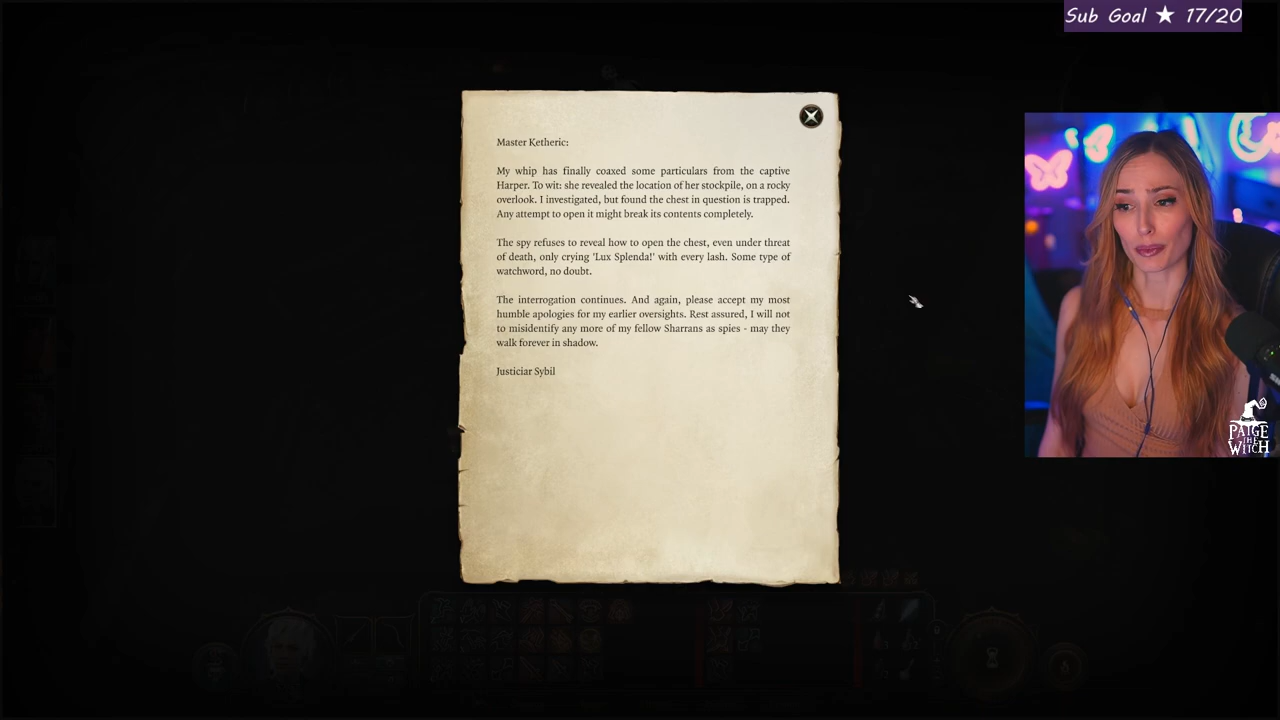 Sub Goal ★ 17/20
Master Ketheric:
My whip has finally coaxed some particulars from the captive
Harper. To wit: she revealed the location of her stockpile, on a rocky
overlook. I investigated, but found the chest in question is trapped.
Any attempt to open it might break its contents completely.
The spy refuses to reveal how to open the chest, even under threat
of death, only crying 'Lux Splenda!' with every lash. Some type of
watchword, no doubt.
The interrogation continues. And again, please accept my most
humble apologies for my earlier oversights. Rest assured, I will not
to misidentify any more of my fellow Sharrans as spies - may they
walk forever in shadow.
Justiciar Sybil
PAIGE
THE
WITCH